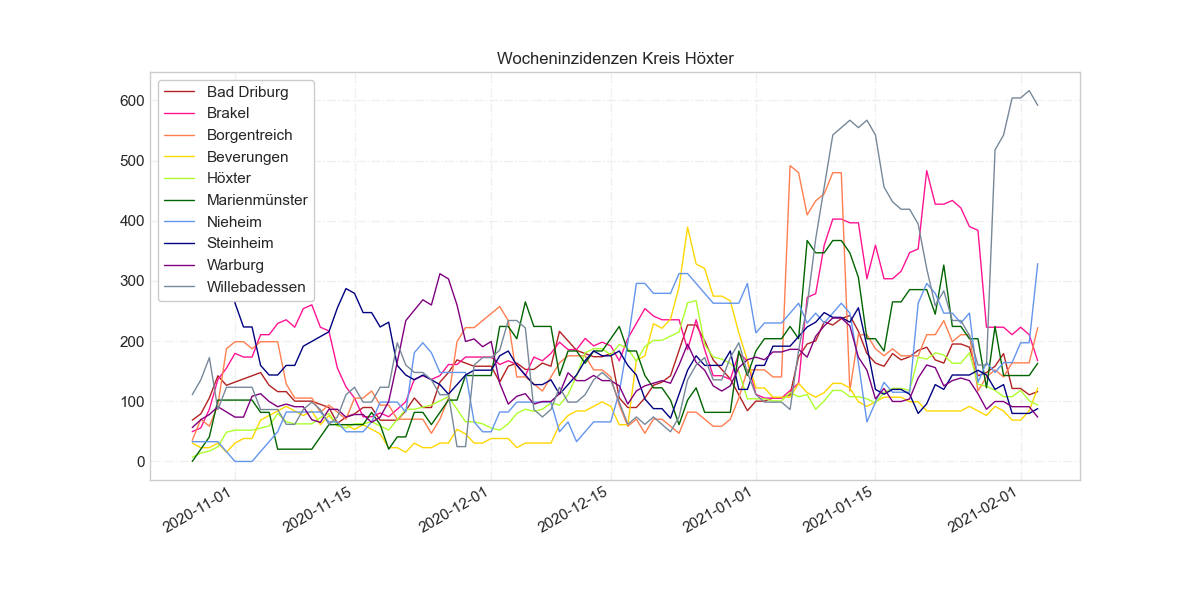 Wocheninzidenzen Kreis Höxter
600
500
400
300
200
100
0
Bad Driburg
Brakel
Borgentreich
Beverungen
Höxter
Marienmünster
Nieheim
Steinheim
Warburg
Willebadessen
2020-11-01
2020-11-15
2020-12-01
2020-12-15
2021-01-01
2021-01-15
2021-02-01